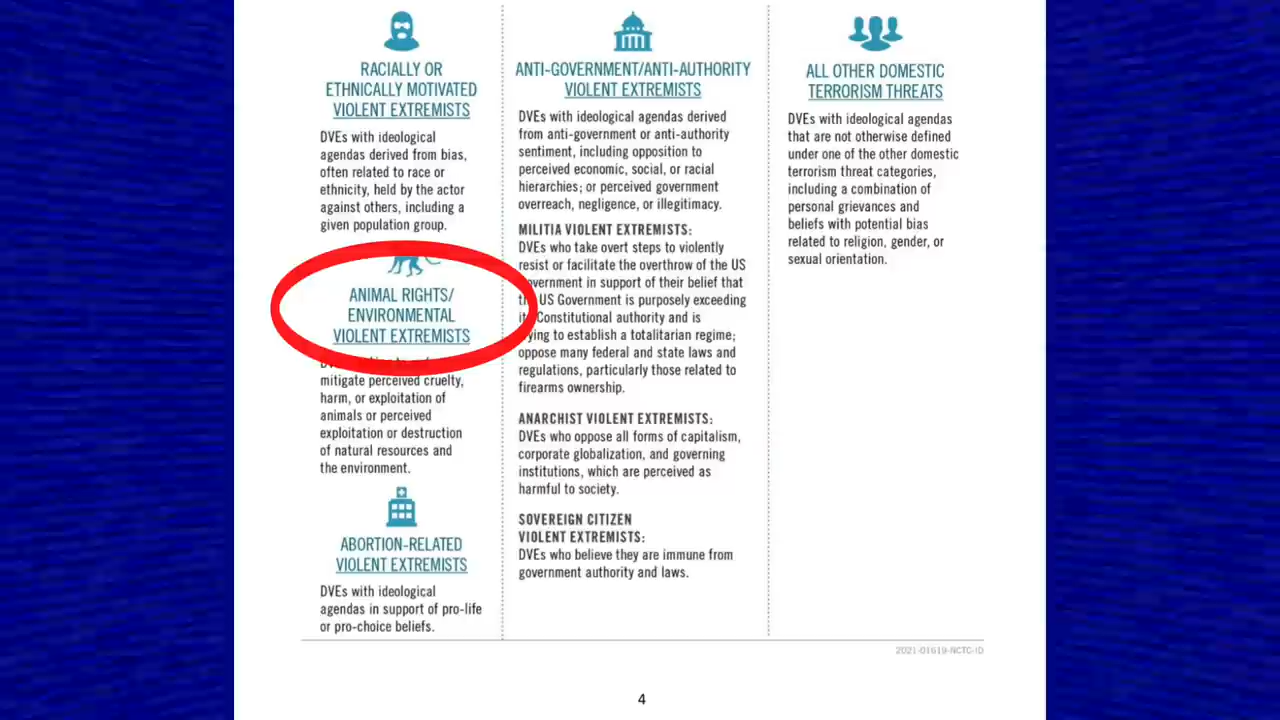 RACIALLY OR
ETHNICALLY MOTIVATED
VIOLENT EXTREMISTS
DVEs with ideological
agendas derived from bias,
often related to race or
ethnicity, held by the actor
against others, including a
given population group.
ANIMAL RIGHTS/
ENVIRONMENTAL
VIOLENT EXTREMISTS
mitigate perceived cruelty,
harm, or exploitation of
animals or perceived
exploitation or destruction
of natural resources and
the environment.
ABORTION-RELATED
VIOLENT EXTREMISTS
DVEs with ideological
agendas in support of pro-life
or pro-choice beliefs.
ANTI-GOVERNMENT/ANTI-AUTHORITY
VIOLENT EXTREMISTS
DVEs with ideological agendas derived
from anti-government or anti-authority
sentiment, including opposition to
perceived economic, social, or racial
hierarchies; or perceived government
overreach, negligence, or illegitimacy.
MILITIA VIOLENT EXTREMISTS:
DVEs who take overt steps to violently
resist or facilitate the overthrow of the US
government in support of their belief that
the US Government is purposely exceeding
its Constitutional authority and is
trying to establish a totalitarian regime;
oppose many federal and state laws and
regulations, particularly those related to
firearms ownership.
ANARCHIST VIOLENT EXTREMISTS:
DVEs who oppose all forms of capitalism,
corporate globalization, and governing
institutions, which are perceived as
harmful to society.
SOVEREIGN CITIZEN
VIOLENT EXTREMISTS:
DVEs who believe they are immune from
government authority and laws.
ALL OTHER DOMESTIC
TERRORISM THREATS
DVEs with ideological agendas
that are not otherwise defined
under one of the other domestic
terrorism threat categories,
including a combination of
personal grievances and
beliefs with potential bias
related to religion, gender, or
sexual orientation.
2021-01619-NCTC-ID
4